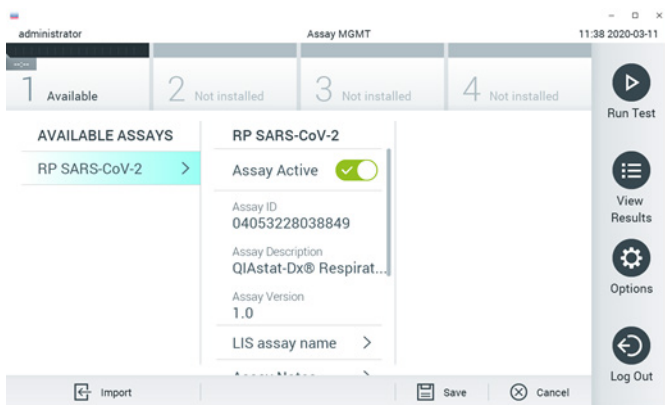 administrator
Assay MGMT
11:38 2020-03-11
1 Available
2 Not installed
3 Not installed
4 Not installed
Run Test
AVAILABLE ASSAYS
RP SARS-CoV-2
RP SARS-CoV-2
Assay Active
Assay ID
04053228038849
Assay Description
QIAstat-Dx® Respirat...
Assay Version
1.0
LIS assay name
View
Results
Options
Log Out
Import
Save
Cancel